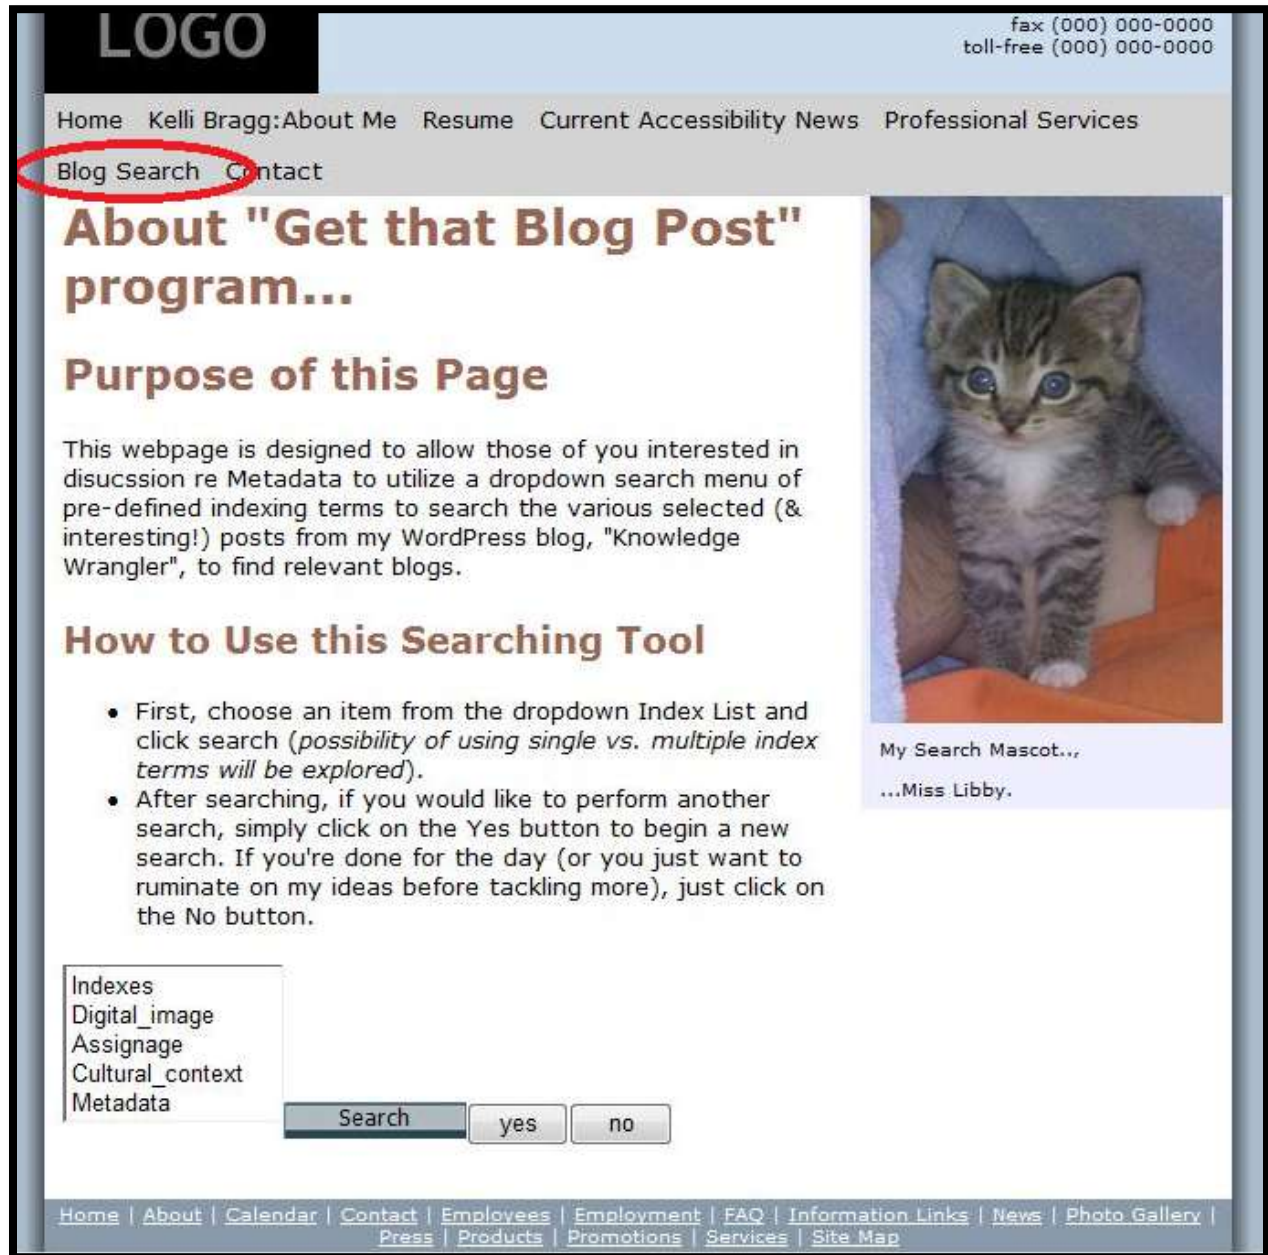 LOGO
fax (000) 000-0000
toll-free (000) 000-0000
Home Kelli Bragg:About Me Resume Current Accessibility News Professional Services
Blog Search Contact
About "Get that Blog Post"
program...
Purpose of this Page
This webpage is designed to allow those of you interested in
disucssion re Metadata to utilize a dropdown search menu of
pre-defined indexing terms to search the various selected (&
interesting!) posts from my WordPress blog, "Knowledge
Wrangler", to find relevant blogs.
How to Use this Searching Tool
• First, choose an item from the dropdown Index List and
click search (possibility of using single vs. multiple index
terms will be explored).
• After searching, if you would like to perform another
search, simply click on the Yes button to begin a new
search. If you're done for the day (or you just want to
ruminate on my ideas before tackling more), just click on
the No button.
My Search Mascot..,
...Miss Libby.
Indexes
Digital_image
Assignage
Cultural_context
Metadata
Search yes no
Home | About | Calendar | Contact | Employees | Employment | FAQ | Information Links | News | Photo Gallery |
Press | Products | Promotions | Services | Site Map